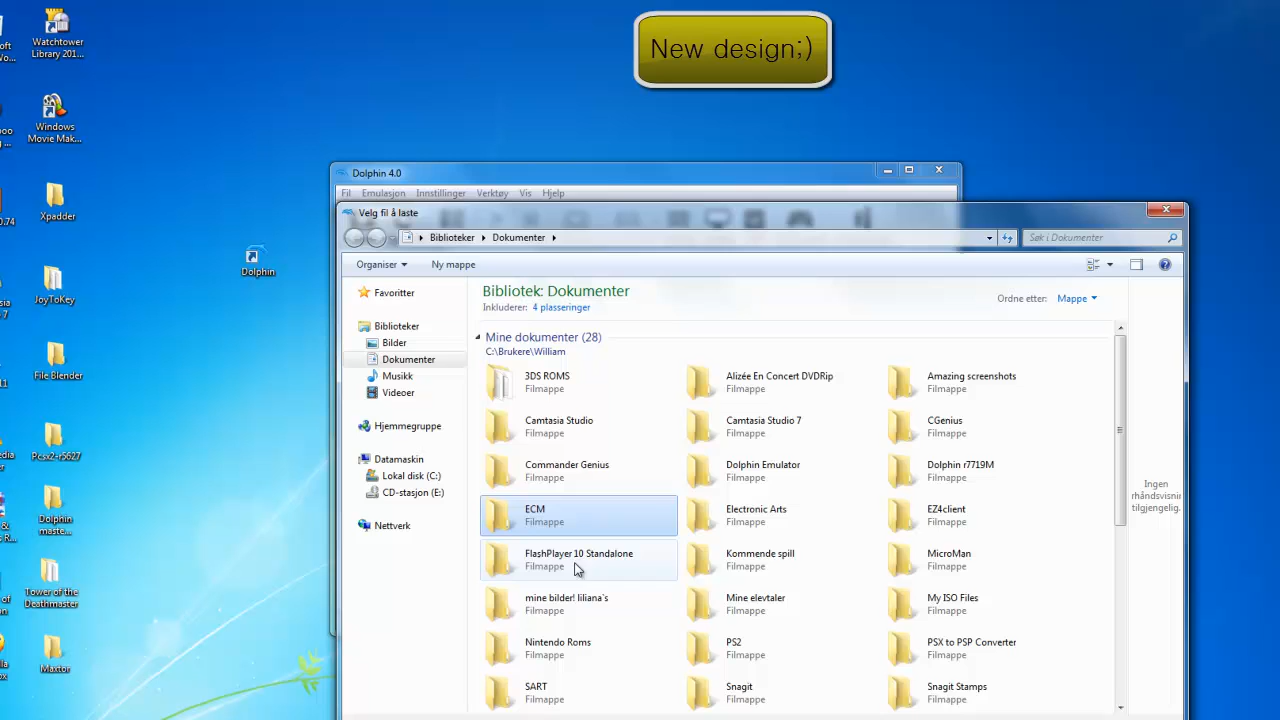 New design;)
Watchtower
Library 201...
Windows
Movie Mak...
Xpadder
JoyToKey
File Blender
Pcsx2-r5627
Dolphin
maste...
Tower of the
Deathmaster
Maxtor
Dolphin
Dolphin 4.0
Fil Emulasjon Innstillinger Verktøy Vis Hjelp
Velg fil å laste
Biblioteker Dokumenter
Søk i Dokumenter
Organiser Ny mappe
Favoritter
Biblioteker
Bilder
Dokumenter
Musikk
Videoer
Hjemmegruppe
Datamaskin
Lokal disk (C:)
CD-stasjon (E:)
Nettverk
Bibliotek: Dokumenter
Inkluderer: 4 plasseringer
Ordne etter: Mappe
Mine dokumenter (28)
C:\Brukere\William
3DS ROMS Alizée En Concert DVDRip Amazing screenshots
Filmappe Filmappe Filmappe
Camtasia Studio Camtasia Studio 7 CGenius
Filmappe Filmappe Filmappe
Commander Genius Dolphin Emulator Dolphin r7719M
Filmappe Filmappe Filmappe
ECM Electronic Arts EZ4client
Filmappe Filmappe Filmappe
FlashPlayer 10 Standalone Kommende spill MicroMan
Filmappe Filmappe Filmappe
mine bilder! liliana`s Mine elevtaler My ISO Files
Filmappe Filmappe Filmappe
Nintendo Roms PS2 PSX to PSP Converter
Filmappe Filmappe Filmappe
SART Snagit Snagit Stamps
Filmappe Filmappe Filmappe
Ingen
rhåndsvisnin
tilgjengelig.